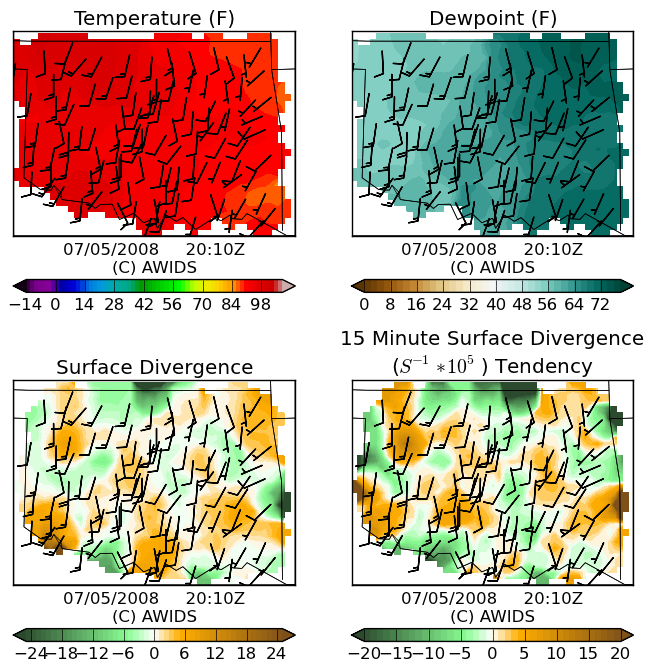 Temperature (F)
Dewpoint (F)
07/05/2008 20:10Z
(C) AWIDS
07/05/2008 20:10Z
(C) AWIDS
−14 0 14 28 42 56 70 84 98
0 8 16 24 32 40 48 56 64 72
Surface Divergence
15 Minute Surface Divergence
(S⁻¹ *10⁵ ) Tendency
07/05/2008 20:10Z
(C) AWIDS
07/05/2008 20:10Z
(C) AWIDS
−24 −18 −12 −6 0 6 12 18 24
−20 −15 −10 −5 0 5 10 15 20